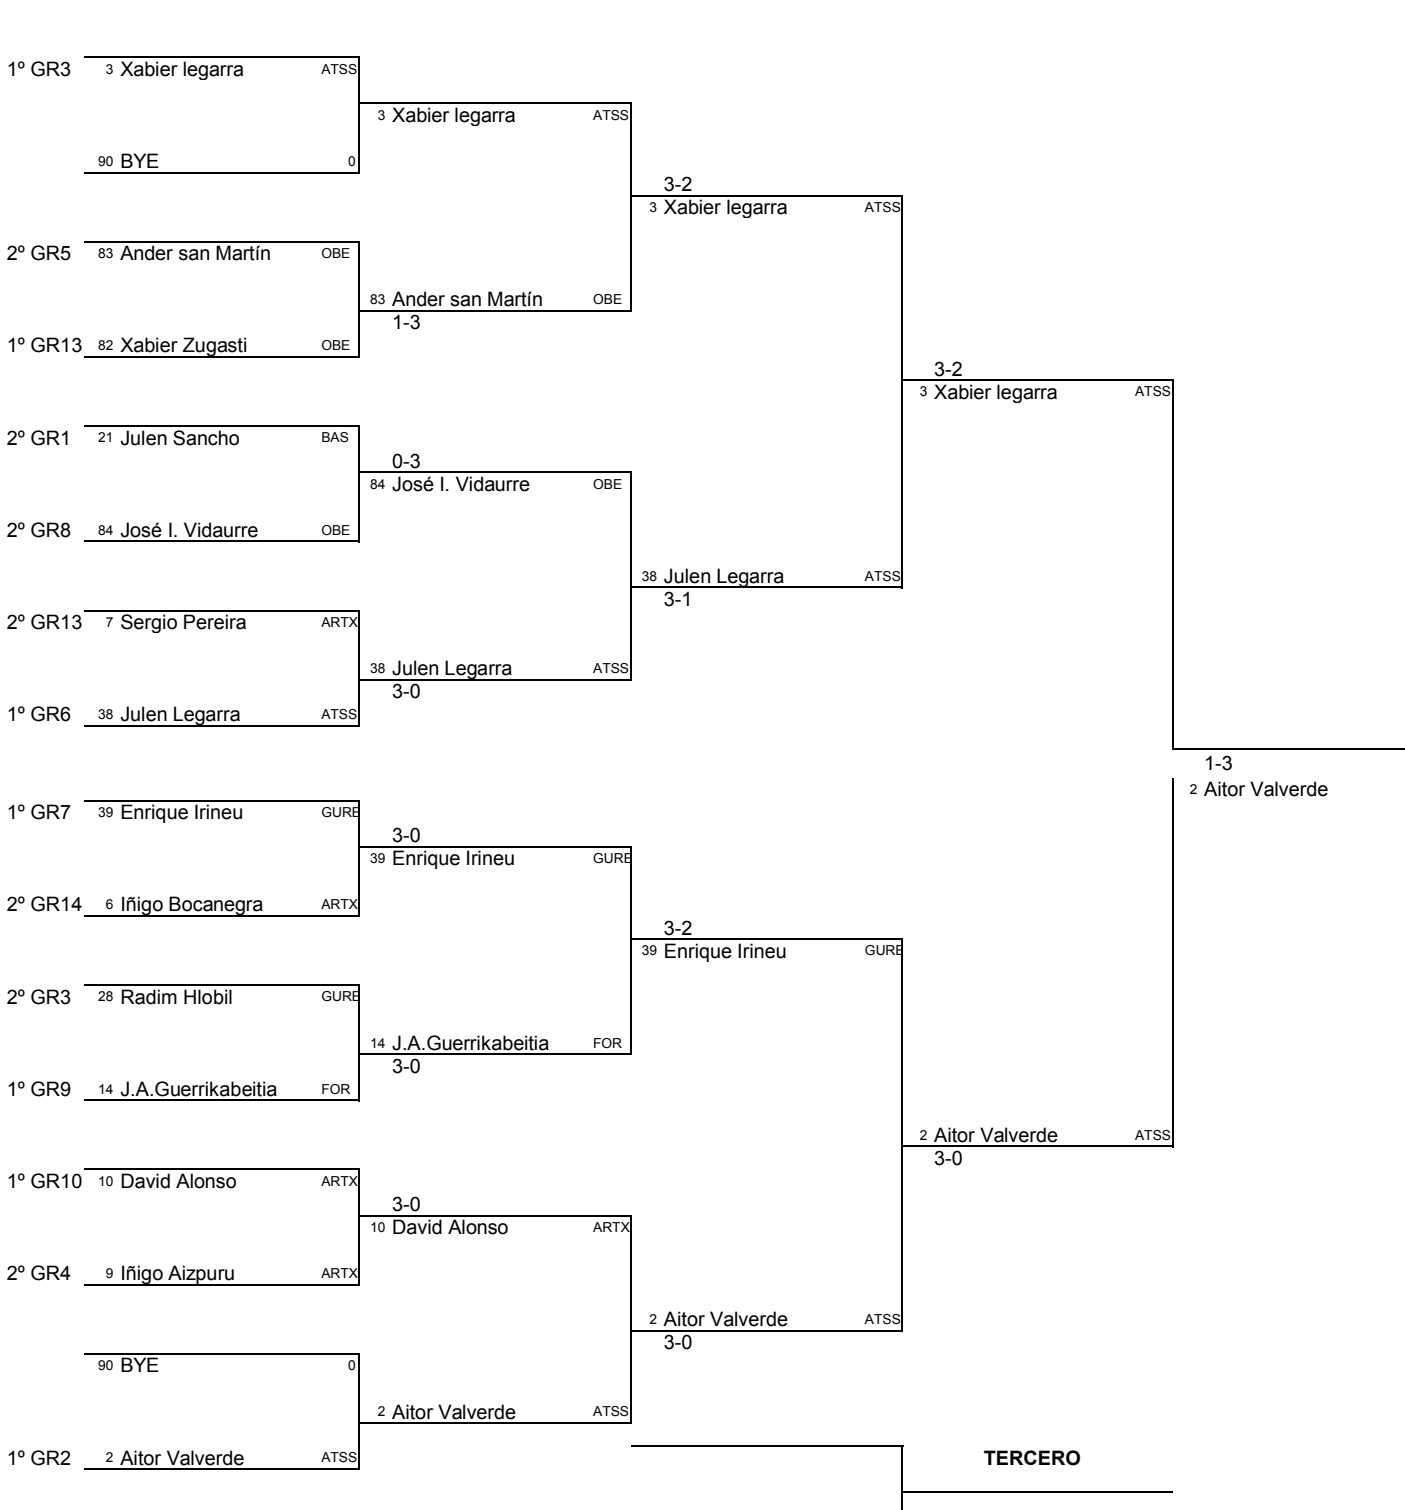 1º GR3 3 Xabier legarra ATSS
3 Xabier legarra ATSS
90 BYE 0
3-2
3 Xabier legarra ATSS
2º GR5 83 Ander san Martín OBE
83 Ander san Martín OBE
1-3
1º GR13 82 Xabier Zugasti OBE
3-2
3 Xabier legarra ATSS
2º GR1 21 Julen Sancho BAS
0-3
84 José I. Vidaurre OBE
2º GR8 84 José I. Vidaurre OBE
38 Julen Legarra ATSS
3-1
2º GR13 7 Sergio Pereira ARTX
38 Julen Legarra ATSS
3-0
1º GR6 38 Julen Legarra ATSS
1-3
2 Aitor Valverde
1º GR7 39 Enrique Irineu GURE
3-0
39 Enrique Irineu GURE
2º GR14 6 Iñigo Bocanegra ARTX
3-2
39 Enrique Irineu GURE
2º GR3 28 Radim Hlobil GURE
14 J.A.Guerrikabeitia FOR
3-0
1º GR9 14 J.A.Guerrikabeitia FOR
2 Aitor Valverde ATSS
3-0
1º GR10 10 David Alonso ARTX
3-0
10 David Alonso ARTX
2º GR4 9 Iñigo Aizpuru ARTX
2 Aitor Valverde ATSS
3-0
90 BYE 0
2 Aitor Valverde ATSS
1º GR2 2 Aitor Valverde ATSS
TERCERO